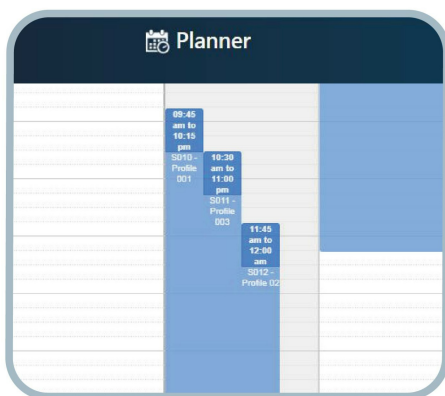 Planner
09:45
am to
10:15
pm
S010 -
Profile
001
10:30
am to
11:00
pm
S011 -
Profile
003
11:45
am to
12:00
am
S012 -
Profile 02